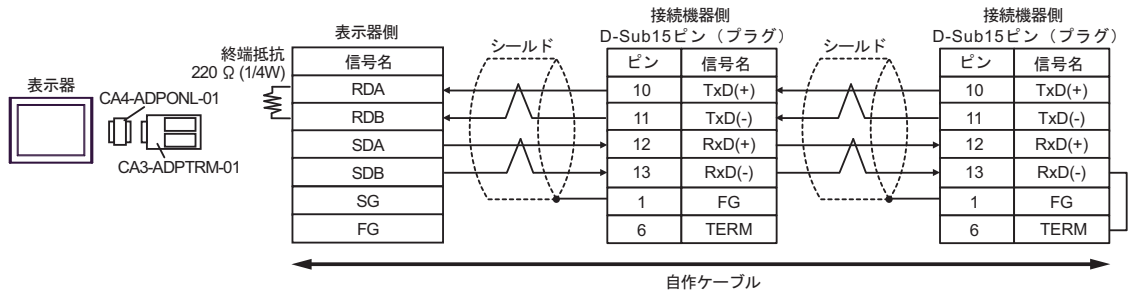 表示器
CA4-ADPONL-01
CA3-ADPTRM-01
終端抵抗
220 Ω (1/4W)
表示器側
信号名
RDA
RDB
SDA
SDB
SG
FG
シールド
接続機器側
D-Sub15ピン（プラグ）
ピン 信号名
10 TxD(+)
11 TxD(-)
12 RxD(+)
13 RxD(-)
1 FG
6 TERM
シールド
接続機器側
D-Sub15ピン（プラグ）
ピン 信号名
10 TxD(+)
11 TxD(-)
12 RxD(+)
13 RxD(-)
1 FG
6 TERM
自作ケーブル